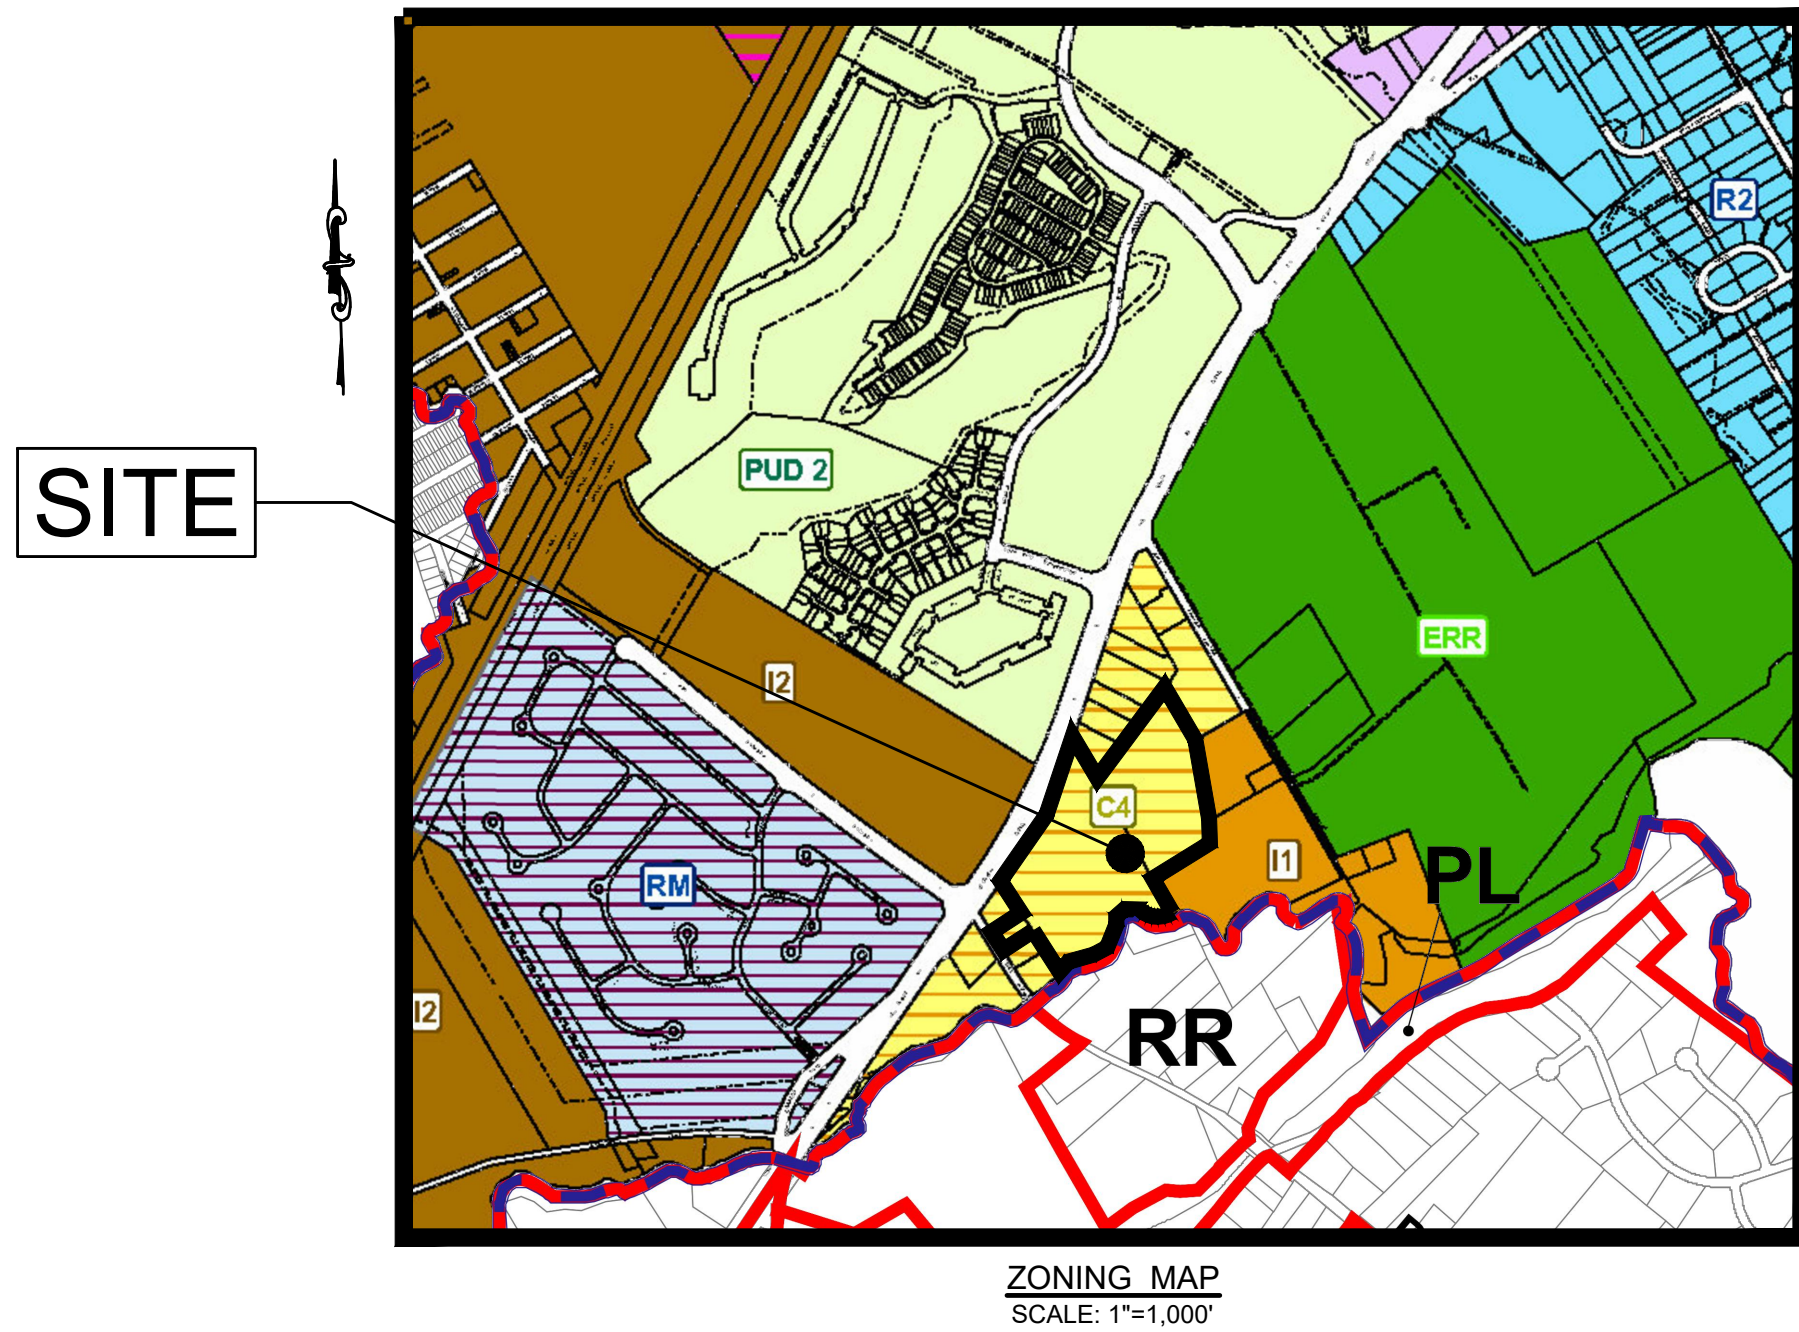 R2
SITE
PUD 2
ERR
I2
C4
I1
PL
RM
I2
RR
ZONING MAP
SCALE: 1"=1,000'